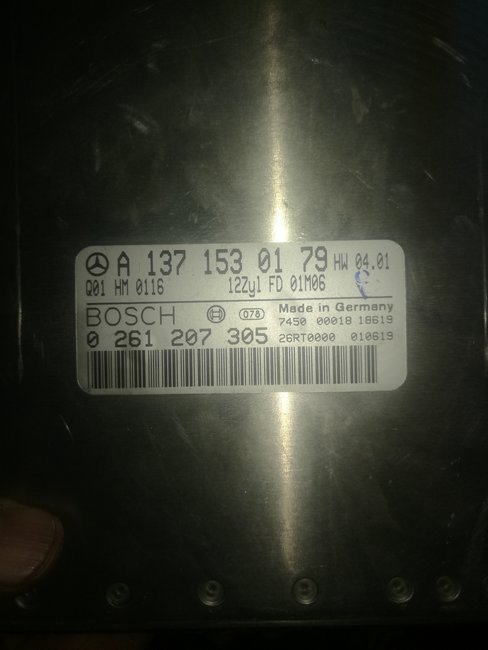 A 137 153 01 79 HW 04.01
Q01 HM 0116 12Zyl FD 01M06
BOSCH 078 Made in Germany
7450 00018 18619
0 261 207 305 26RT0000 010619